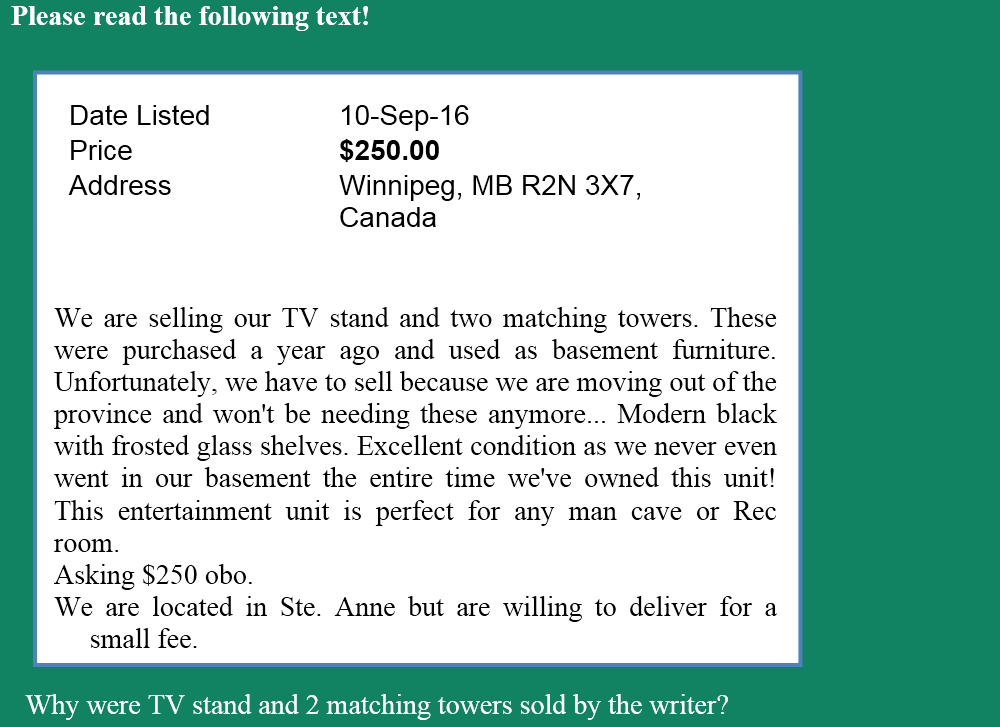 Please read the following text!
Date Listed 10-Sep-16
Price $250.00
Address Winnipeg, MB R2N 3X7,
Canada
We are selling our TV stand and two matching towers. These
were purchased a year ago and used as basement furniture.
Unfortunately, we have to sell because we are moving out of the
province and won't be needing these anymore... Modern black
with frosted glass shelves. Excellent condition as we never even
went in our basement the entire time we've owned this unit!
This entertainment unit is perfect for any man cave or Rec
room.
Asking $250 obo.
We are located in Ste. Anne but are willing to deliver for a
small fee.
Why were TV stand and 2 matching towers sold by the writer?